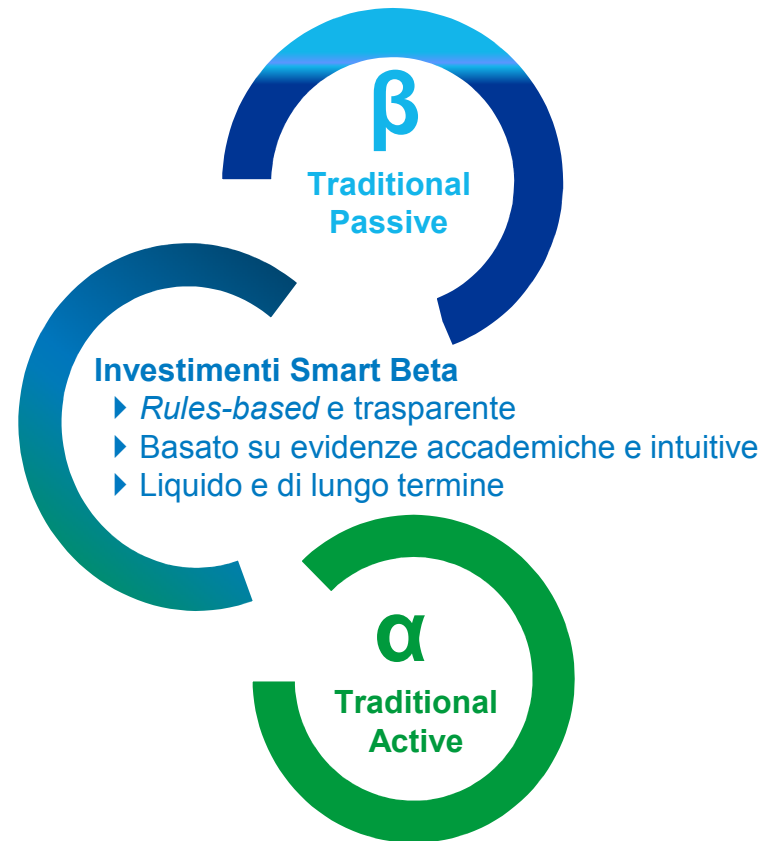 β
Traditional
Passive
Investimenti Smart Beta
Rules-based e trasparente
Basato su evidenze accademiche e intuitive
Liquido e di lungo termine
α
Traditional
Active